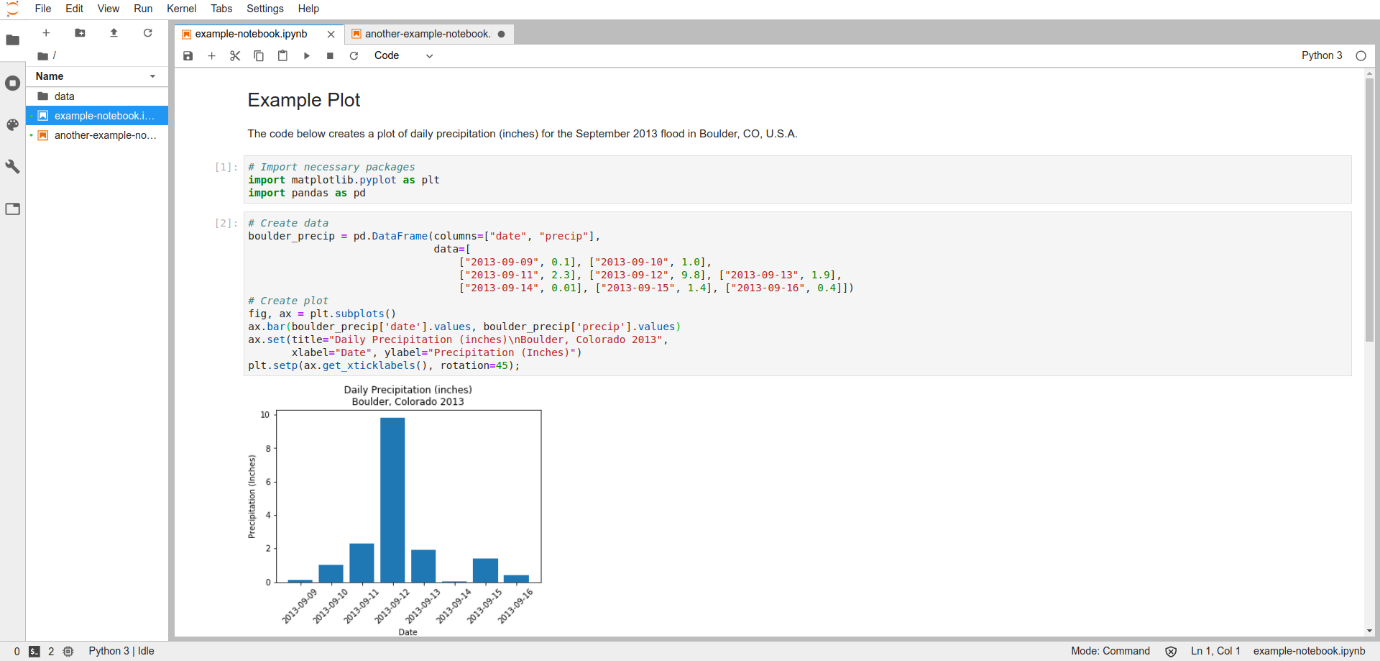 File Edit View Run Kernel Tabs Settings Help
example-notebook.ipynb
another-example-notebook.
/
Code
Python 3
Name
data
example-notebook.i...
another-example-no...
Example Plot
The code below creates a plot of daily precipitation (inches) for the September 2013 flood in Boulder, CO, U.S.A.
[1]:
# Import necessary packages
import matplotlib.pyplot as plt
import pandas as pd
[2]:
# Create data
boulder_precip = pd.DataFrame(columns=["date", "precip"],
data=[
["2013-09-09", 0.1], ["2013-09-10", 1.0],
["2013-09-11", 2.3], ["2013-09-12", 9.8], ["2013-09-13", 1.9],
["2013-09-14", 0.01], ["2013-09-15", 1.4], ["2013-09-16", 0.4]])
# Create plot
fig, ax = plt.subplots()
ax.bar(boulder_precip['date'].values, boulder_precip['precip'].values)
ax.set(title="Daily Precipitation (inches)\nBoulder, Colorado 2013",
xlabel="Date", ylabel="Precipitation (Inches)")
plt.setp(ax.get_xticklabels(), rotation=45);
Daily Precipitation (inches)
Boulder, Colorado 2013
Precipitation (Inches)
10
8
6
4
2
0
2013-09-09
2013-09-10
2013-09-11
2013-09-12
2013-09-13
2013-09-14
2013-09-15
2013-09-16
Date
0 $_ 2 Python 3 | Idle
Mode: Command Ln 1, Col 1 example-notebook.ipynb